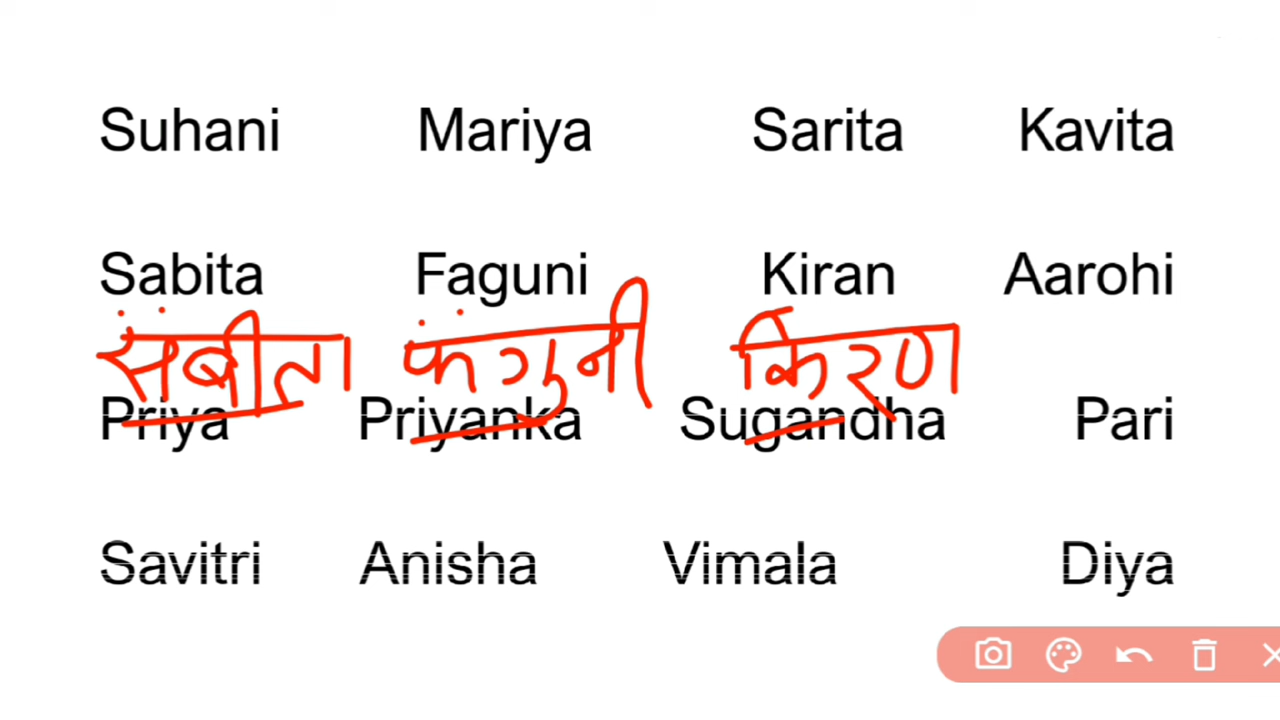 Suhani Mariya Sarita Kavita
Sabita Faguni Kiran Aarohi
सबीता फगुनी किरण
Priya Priyanka Sugandha Pari
Savitri Anisha Vimala Diya